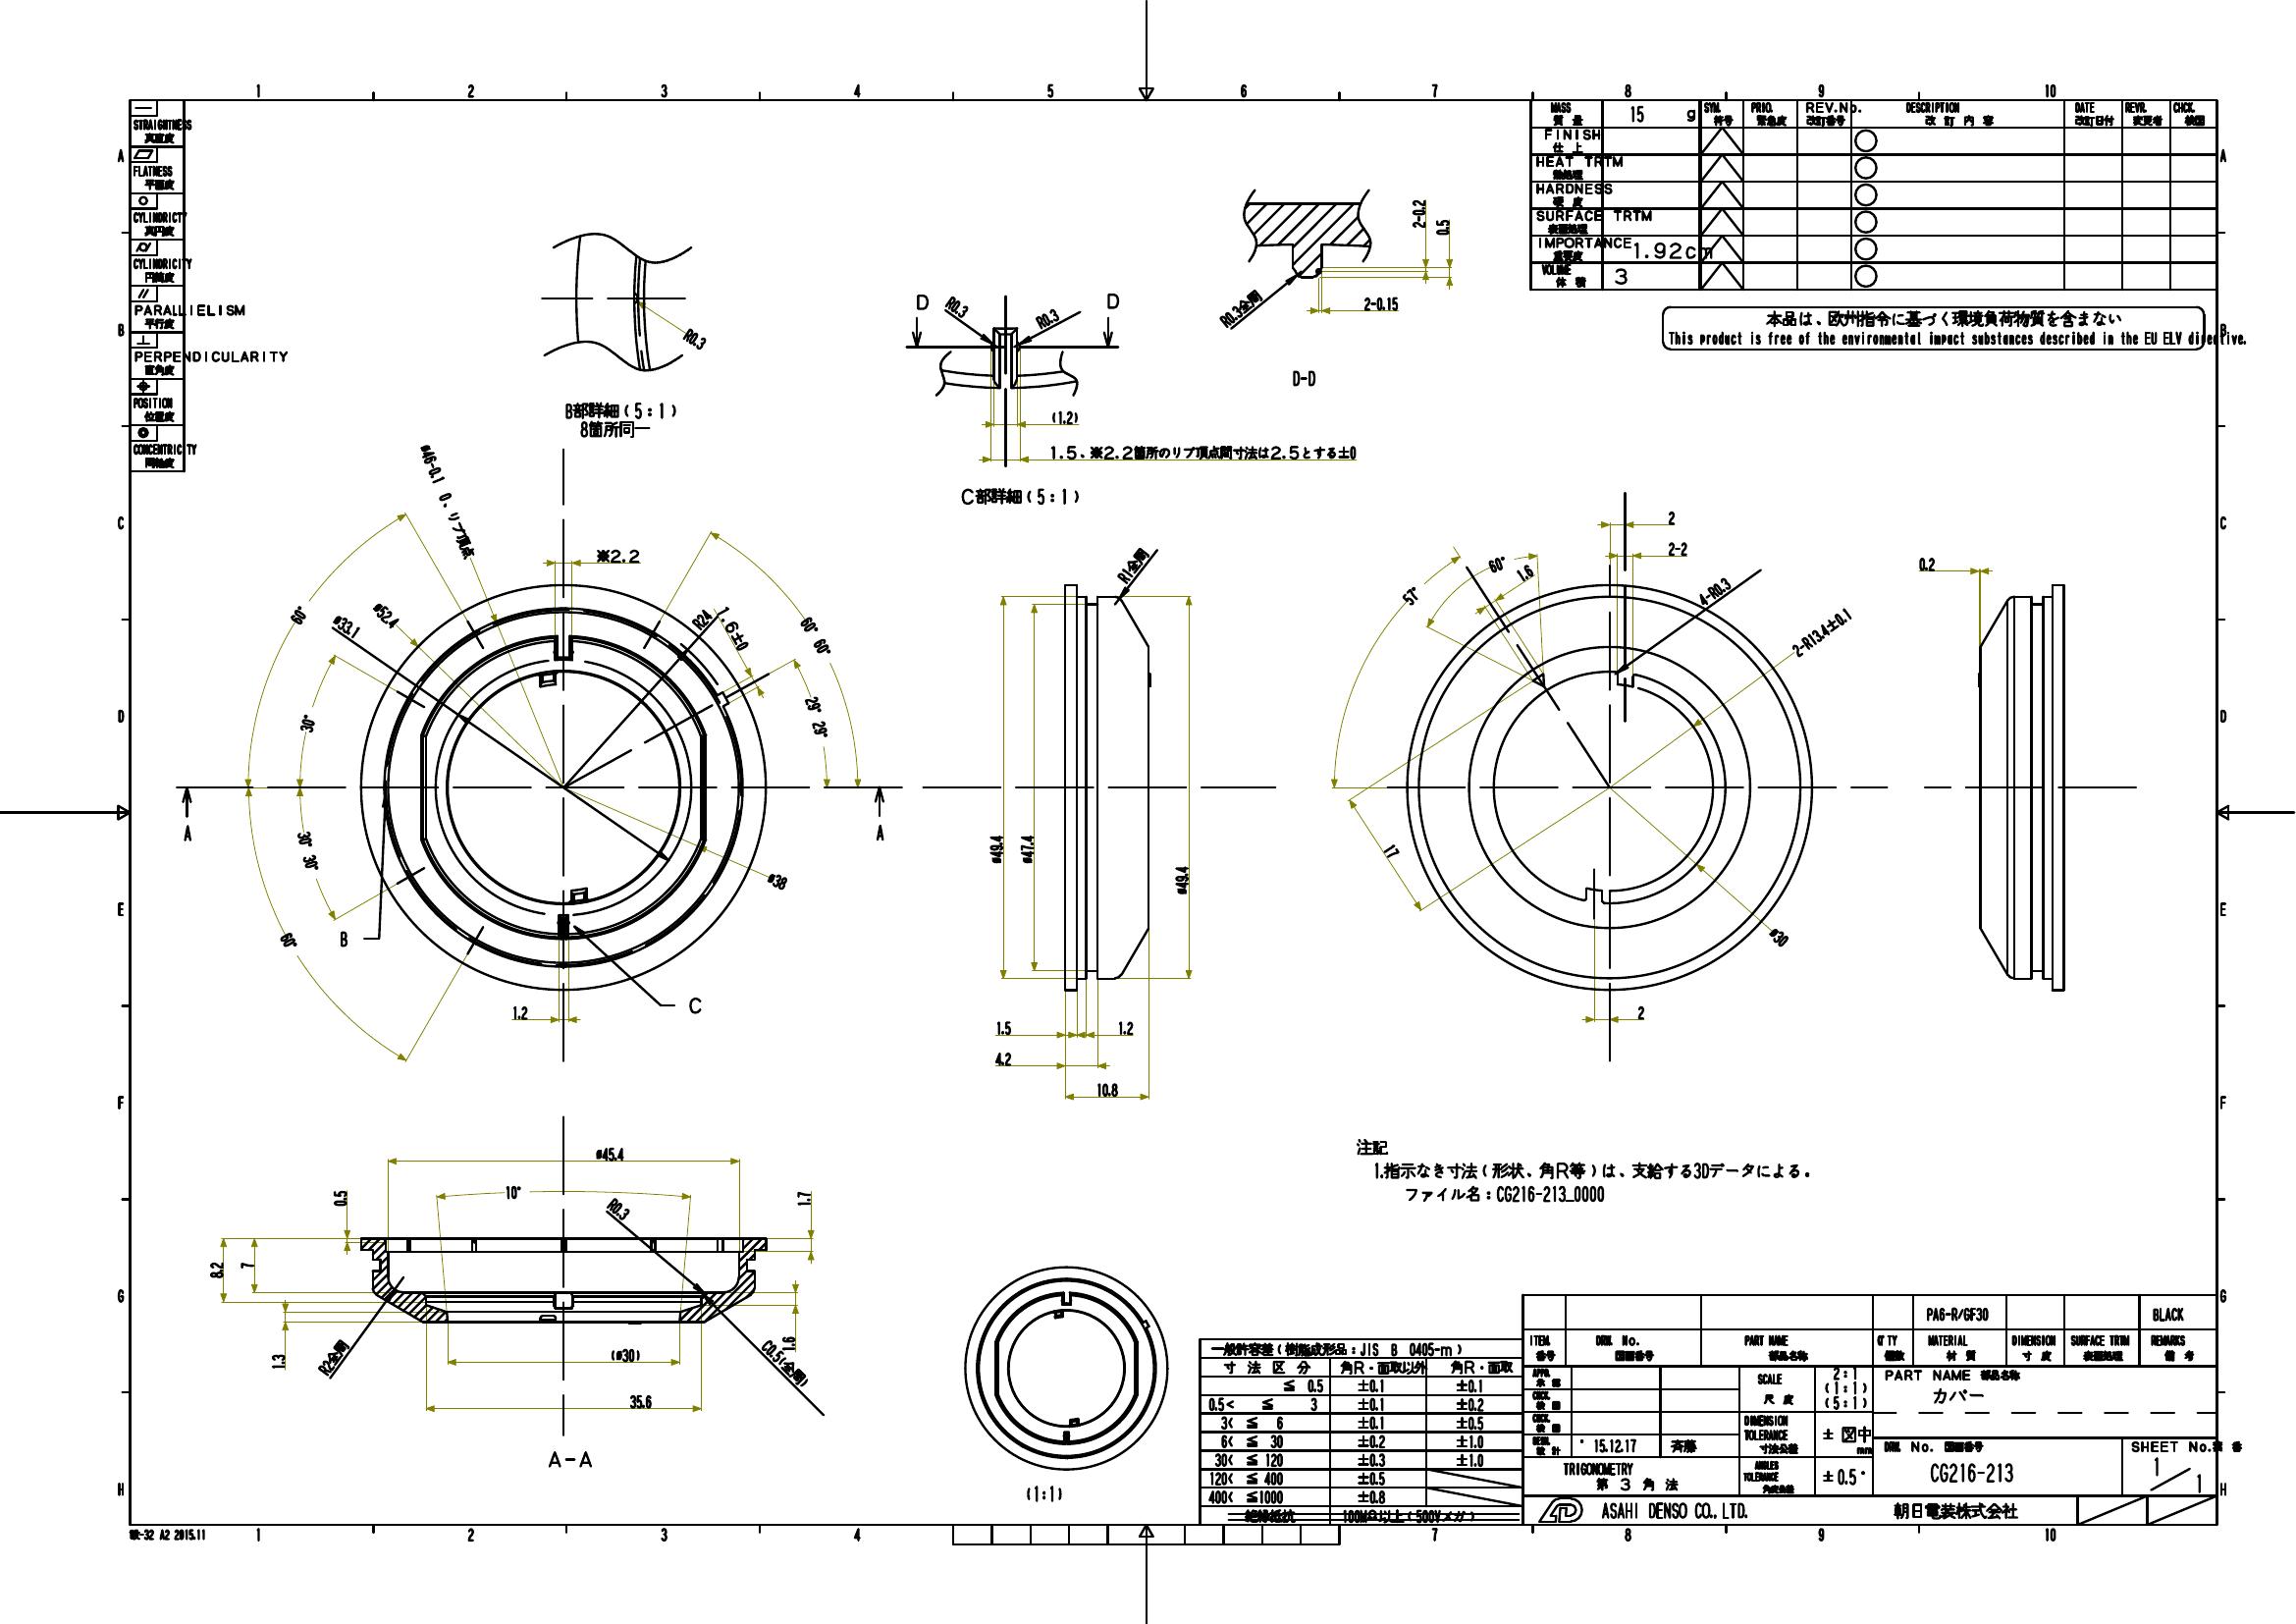 1 2 3 4 5 6 7 8 9 10
A B C D E F G H
STRAIGHTNESS
真直度
FLATNESS
平面度
CYLINDRICTY
真円度
CYLINDRICITY
円筒度
PARALLIELISM
平行度
PERPENDICULARITY
直角度
POSITION
位置度
CONCENTRICITY
同軸度
MASS 質量 15 g
FINISH 仕上
HEAT TRTM 熱処理
HARDNESS 硬度
SURFACE TRTM 表面処理
IMPORTANCE 重要度 1.92cm
VOLUME 体積 3
SYM. 符号 PRIO. 緊急度 REV.No. 改訂番号 DESCRIPTION 改訂内容 DATE 改訂日付 REVR. 変更者 CHCK. 検図
本品は、欧州指令に基づく環境負荷物質を含まない
This product is free of the environmental impact substances described in the EU ELV directive.
R0.3
B部詳細(5:1)
8箇所同一
D D
R0.3 R0.3
(1.2)
1.5、※2.2箇所のリブ頂点間寸法は2.5とする±0
C部詳細(5:1)
2-0.2
0.5
R0.3全周
2-0.15
D-D
ø46-0.1 0、リブ頂点
※2.2
60°
ø52.4
ø33.1
R24
1.6±0
60° 60°
30°
29° 29°
30° 30°
60°
ø38
A A
B
C
1.2
R1全周
ø49.4
ø47.4
ø49.4
1.5
1.2
4.2
10.8
2
2-2
60°
57°
1.6
4-R0.3
2-R13.4±0.1
17
ø30
2
0.2
ø45.4
10°
0.5
R0.3
1.7
8.2
7
1.3
R2全周
1.6
C0.5(全周)
(ø30)
35.6
A-A
(1:1)
注記
1.指示なき寸法(形状、角R等)は、支給する3Dデータによる。
ファイル名:CG216-213_0000
一般許容差(樹脂成形品:JIS B 0405-m)
寸法区分 角R・面取以外 角R・面取
≦ 0.5 ±0.1 ±0.1
0.5< ≦ 3 ±0.1 ±0.2
3< ≦ 6 ±0.1 ±0.5
6< ≦ 30 ±0.2 ±1.0
30< ≦ 120 ±0.3 ±1.0
120< ≦ 400 ±0.5
400< ≦1000 ±0.8
絶縁抵抗 100MΩ以上(500Vメガ)
PA6-R/GF30 BLACK
ITEM. 番号 DRW. No. 図面番号 PART NAME 部品名称 Q'TY 個数 MATERIAL 材質 DIMENSION 寸度 SURFACE TRTM 表面処理 REMARKS 備考
APPD. 承認
CHCK. 検図
CHCK. 検図
DESN. 設計 ' 15.12.17 斉藤
SCALE 尺度 2:1 (1:1) (5:1)
PART NAME 部品名称
カバー
DIMENSION TOLERANCE 寸法公差 ± 図中 mm
ANGLES TOLERANCE 角度公差 ±0.5°
TRIGONOMETRY
第 3 角 法
DRW. No. 図面番号
CG216-213
SHEET No.葉番
1/1
ASAHI DENSO CO., LTD. 朝日電装株式会社
WR-32 A2 2015.11